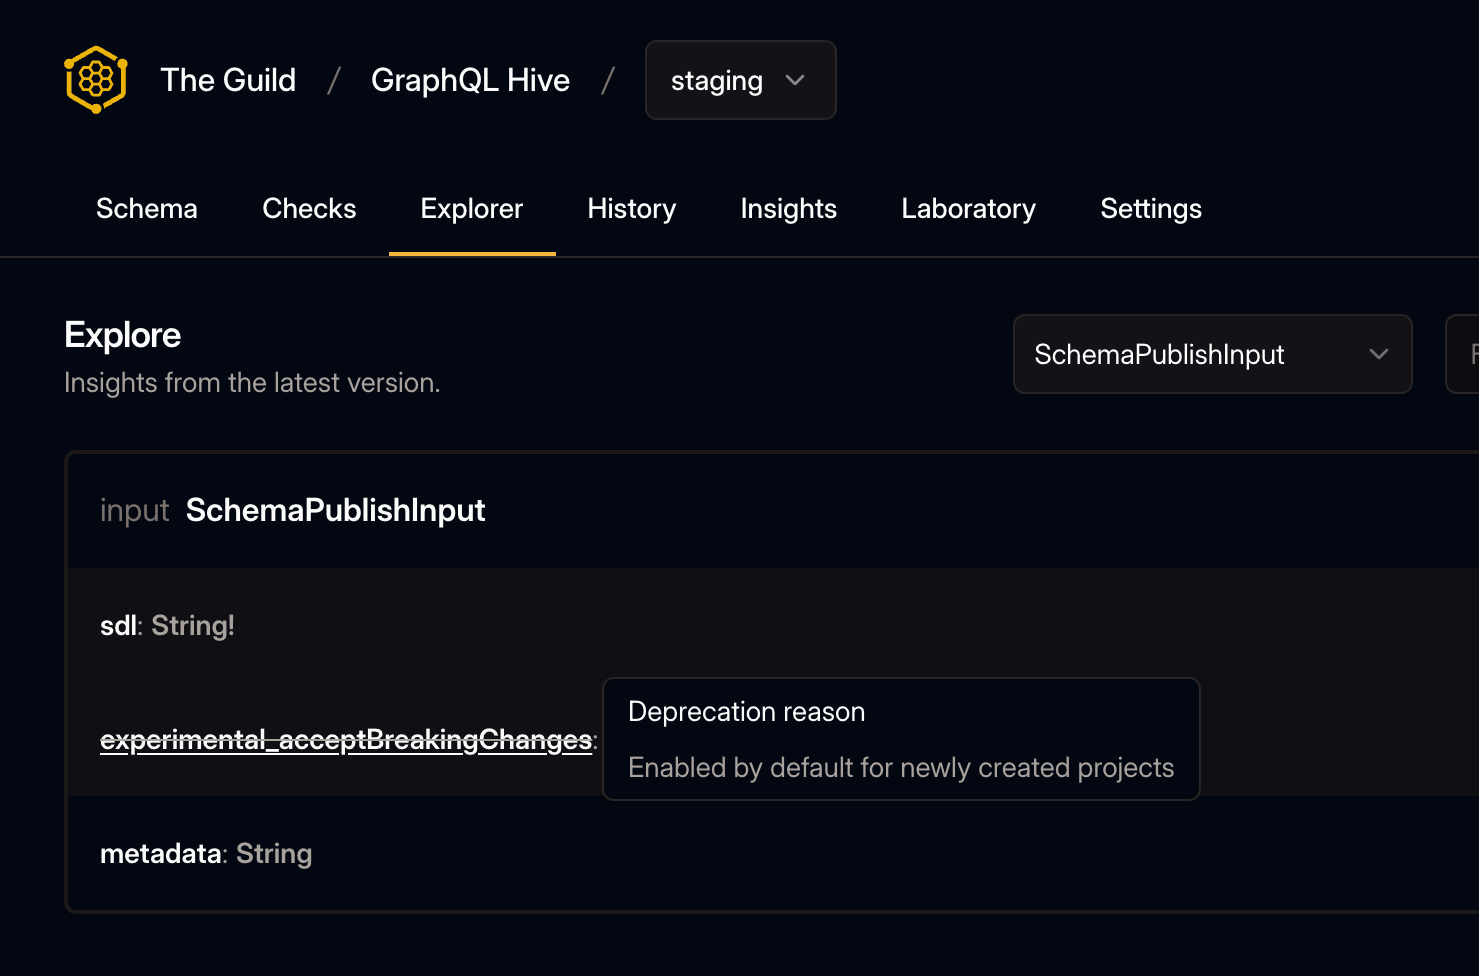 The Guild / GraphQL Hive / staging
Schema Checks Explorer History Insights Laboratory Settings
Explore
Insights from the latest version.
SchemaPublishInput
input SchemaPublishInput
sdl: String!
experimental_acceptBreakingChanges:
Deprecation reason
Enabled by default for newly created projects
metadata: String